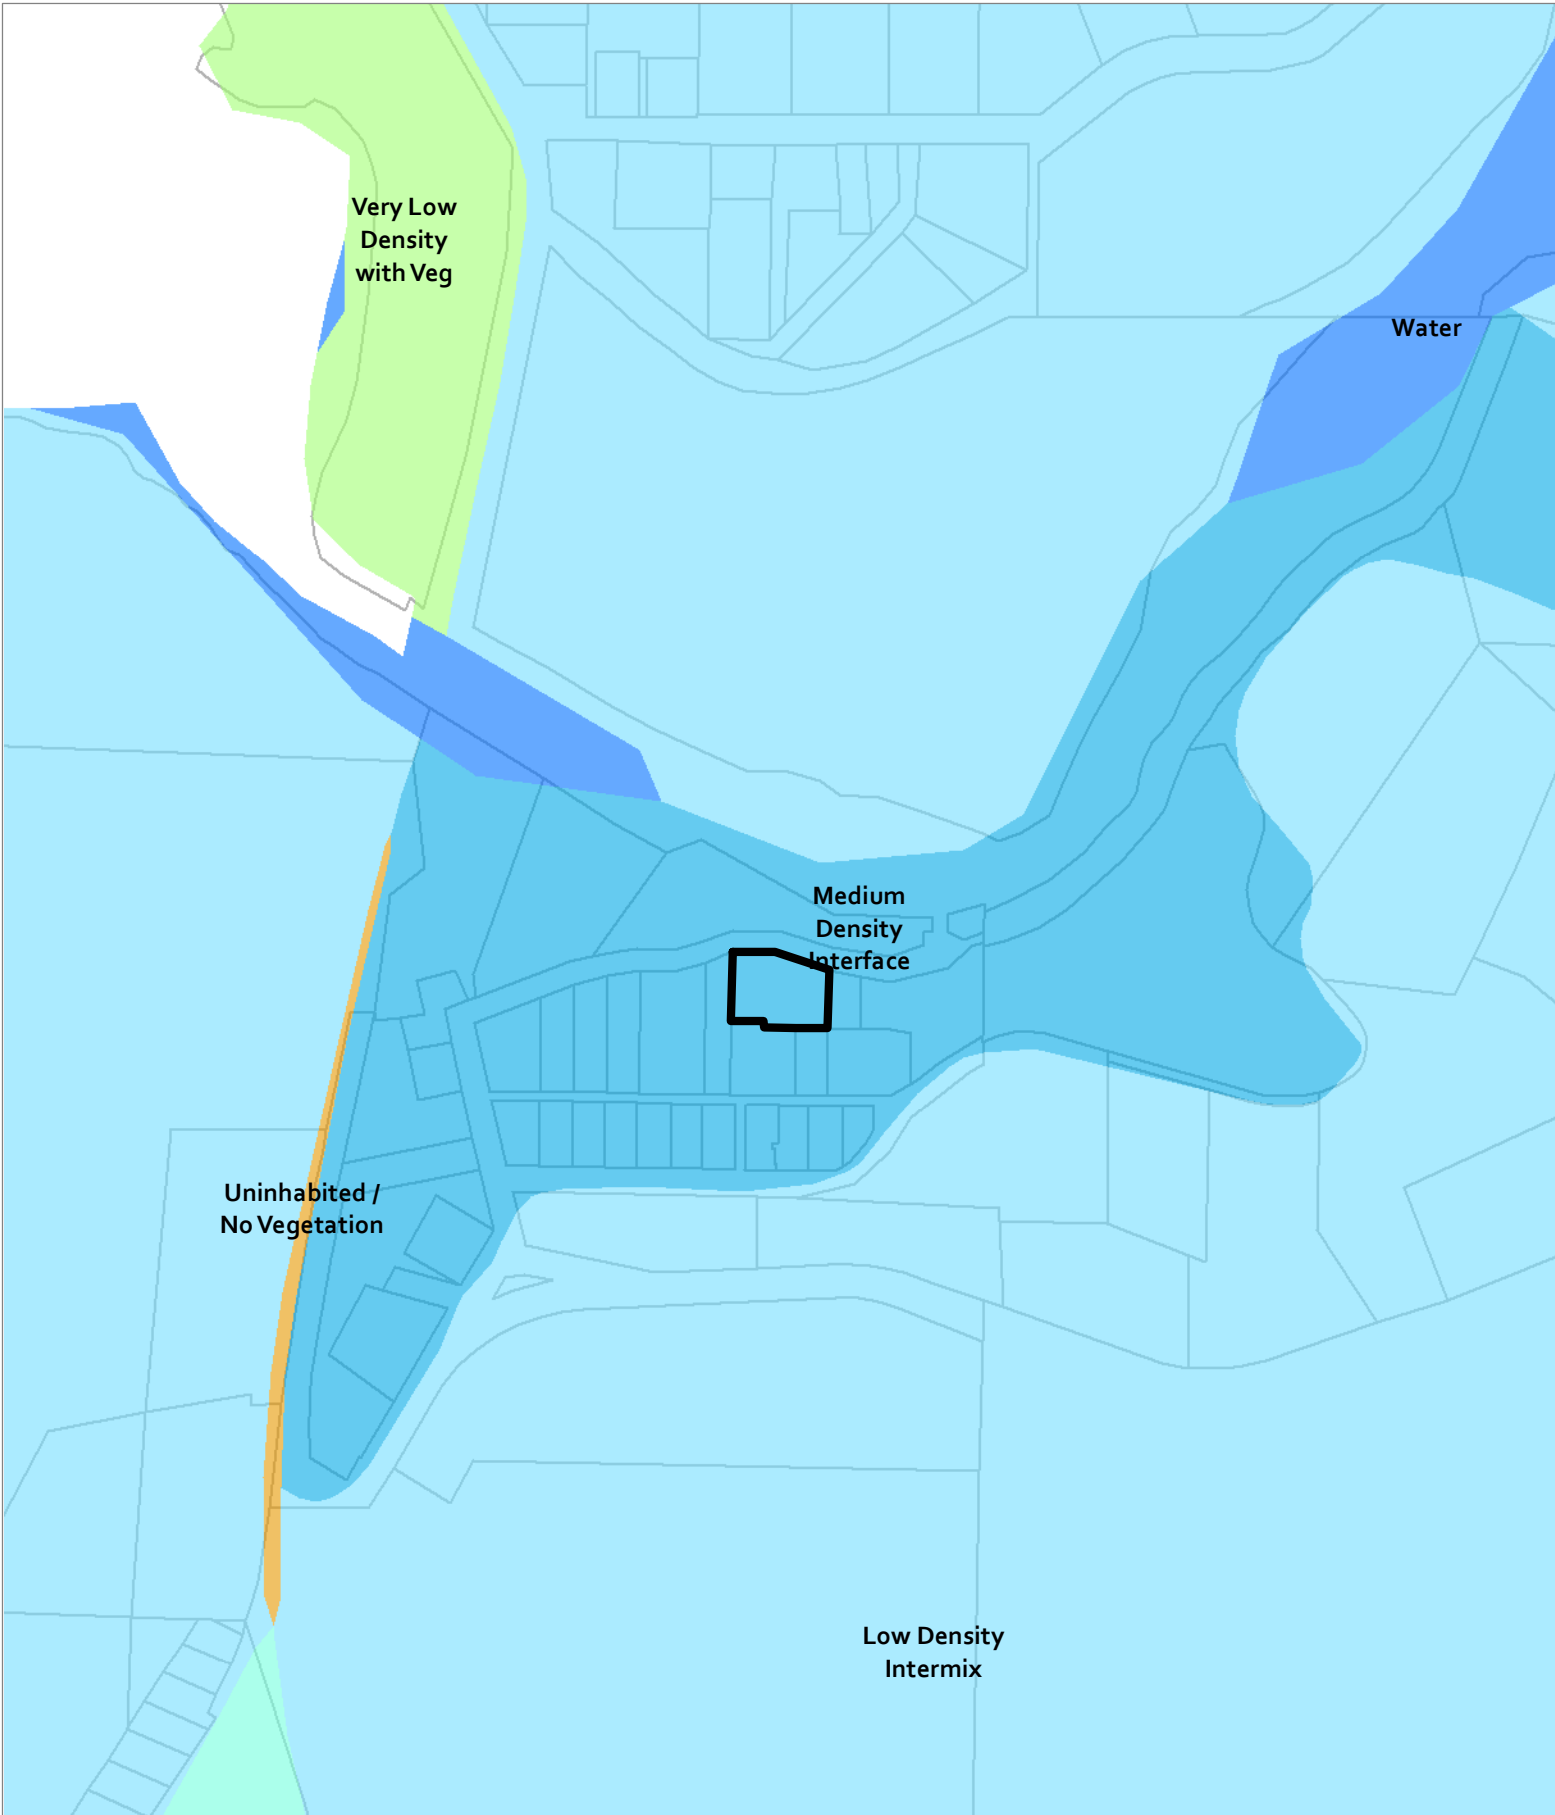 Very Low
Density
with Veg
Water
Medium
Density
Interface
Uninhabited /
No Vegetation
Low Density
Intermix